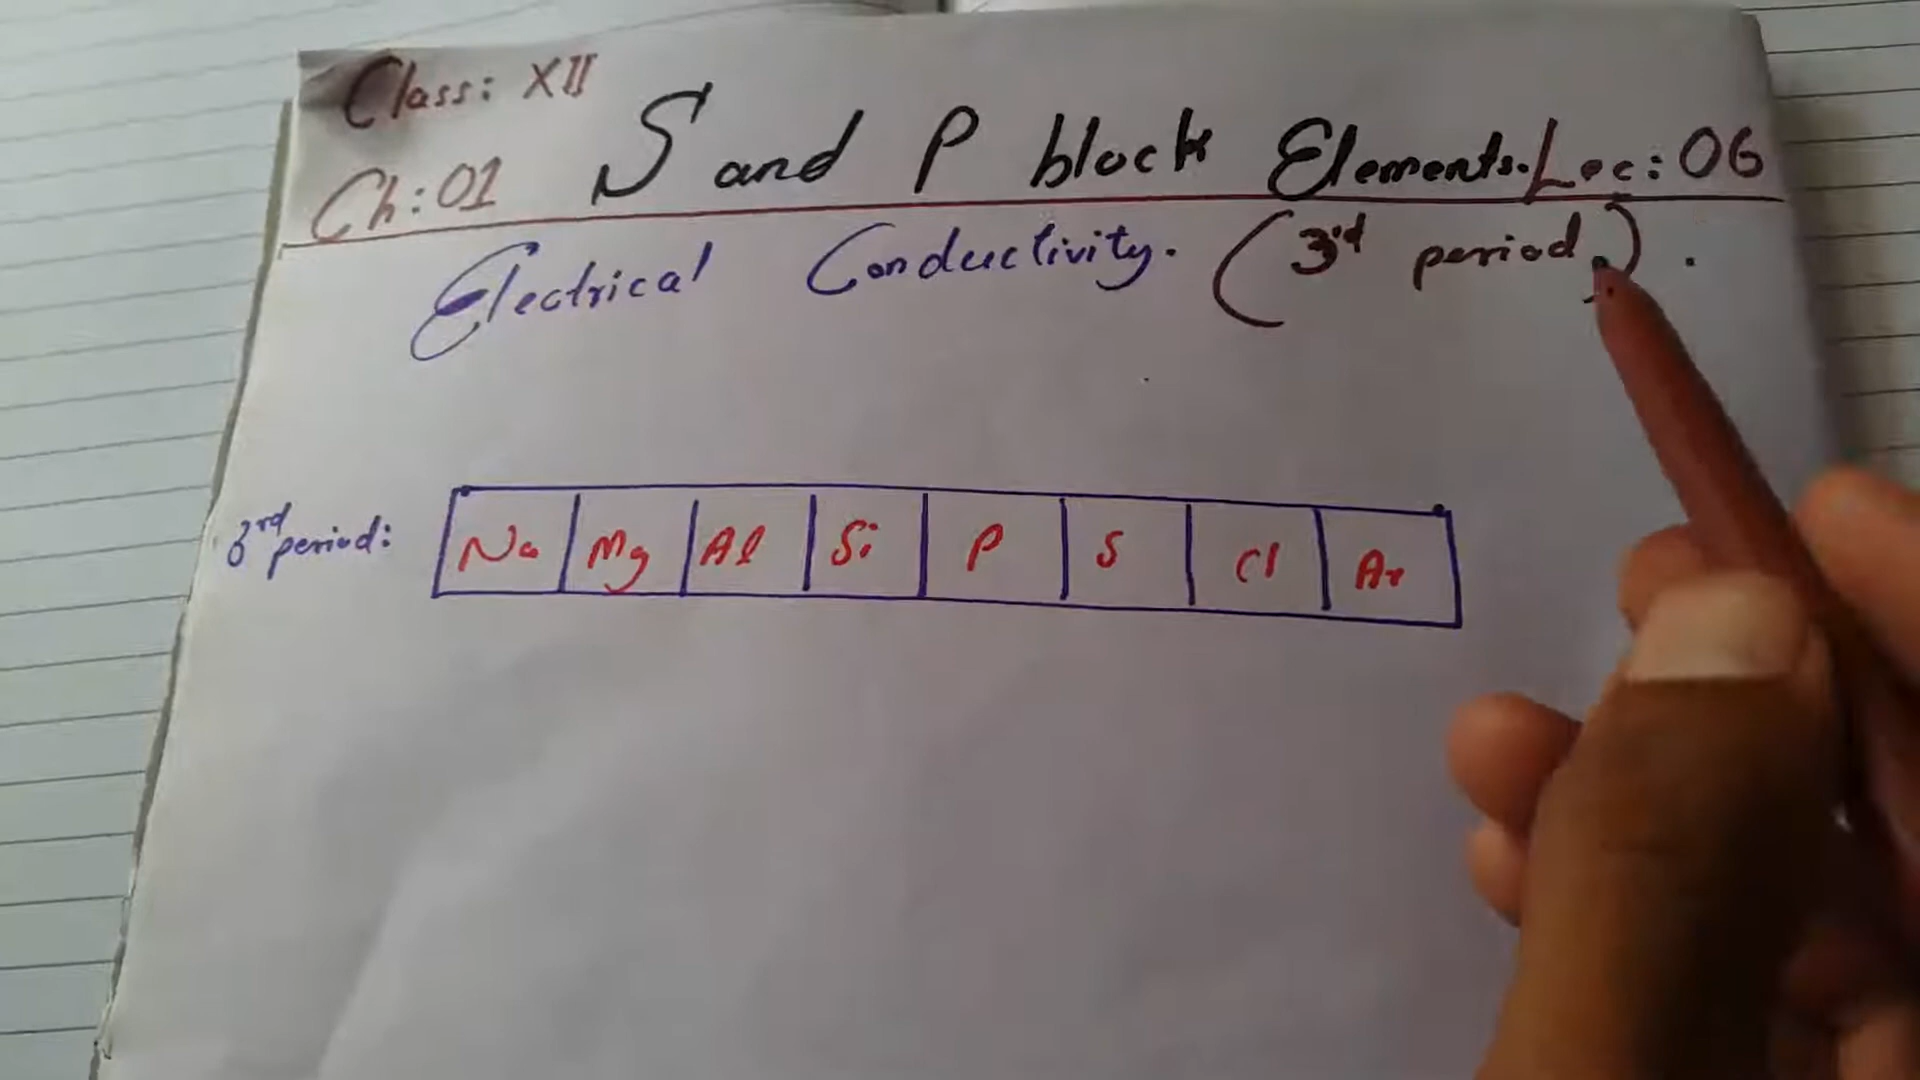 Class: XII
Ch: 01 S and P block Elements. Lec: 06
Electrical Conductivity. (3rd period.) .
3rd period: Na Mg Al Si P S Cl Ar